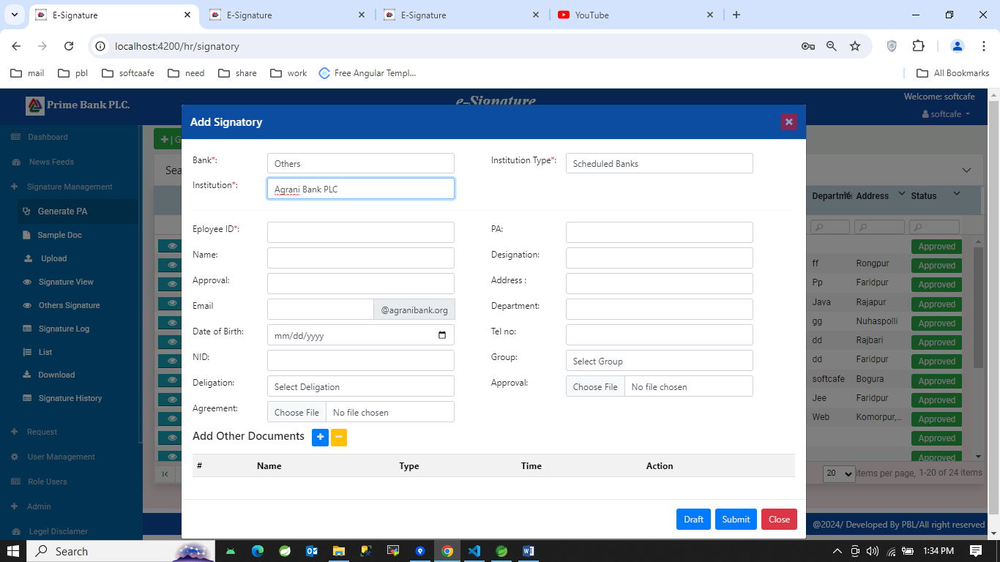 E-Signature
E-Signature
E-Signature
YouTube
localhost:4200/hr/signatory
mail
pbl
softcaafe
need
share
work
Free Angular Templ...
All Bookmarks
Prime Bank PLC.
e-Signature
Welcome: softcafe
softcafe
Dashboard
News Feeds
Signature Management
Generate PA
Sample Doc
Upload
Signature View
Others Signature
Signature Log
List
Download
Signature History
Request
User Management
Role Users
Admin
Legel Disclamer
Add Signatory
Bank*: Others Institution Type*: Scheduled Banks
Institution*: Agrani Bank PLC
Eployee ID*: PA:
Name: Designation:
Approval: Address :
Email @agranibank.org Department:
Date of Birth: mm/dd/yyyy Tel no:
NID: Group: Select Group
Deligation: Select Deligation Approval: Choose File No file chosen
Agreement: Choose File No file chosen
Add Other Documents
# Name Type Time Action
Draft Submit Close
Address Status
Approved
ff Rongpur Approved
Pp Faridpur Approved
Java Rajapur Approved
gg Nuhaspolli Approved
dd Rajbari Approved
dd Faridpur Approved
softcafe Bogura Approved
Jee Faridpur Approved
Web Komorpur,... Approved
Approved
Approved
20 items per page, 1-20 of 24 items
@2024/ Developed By PBL/All right reserved
Search
1:34 PM